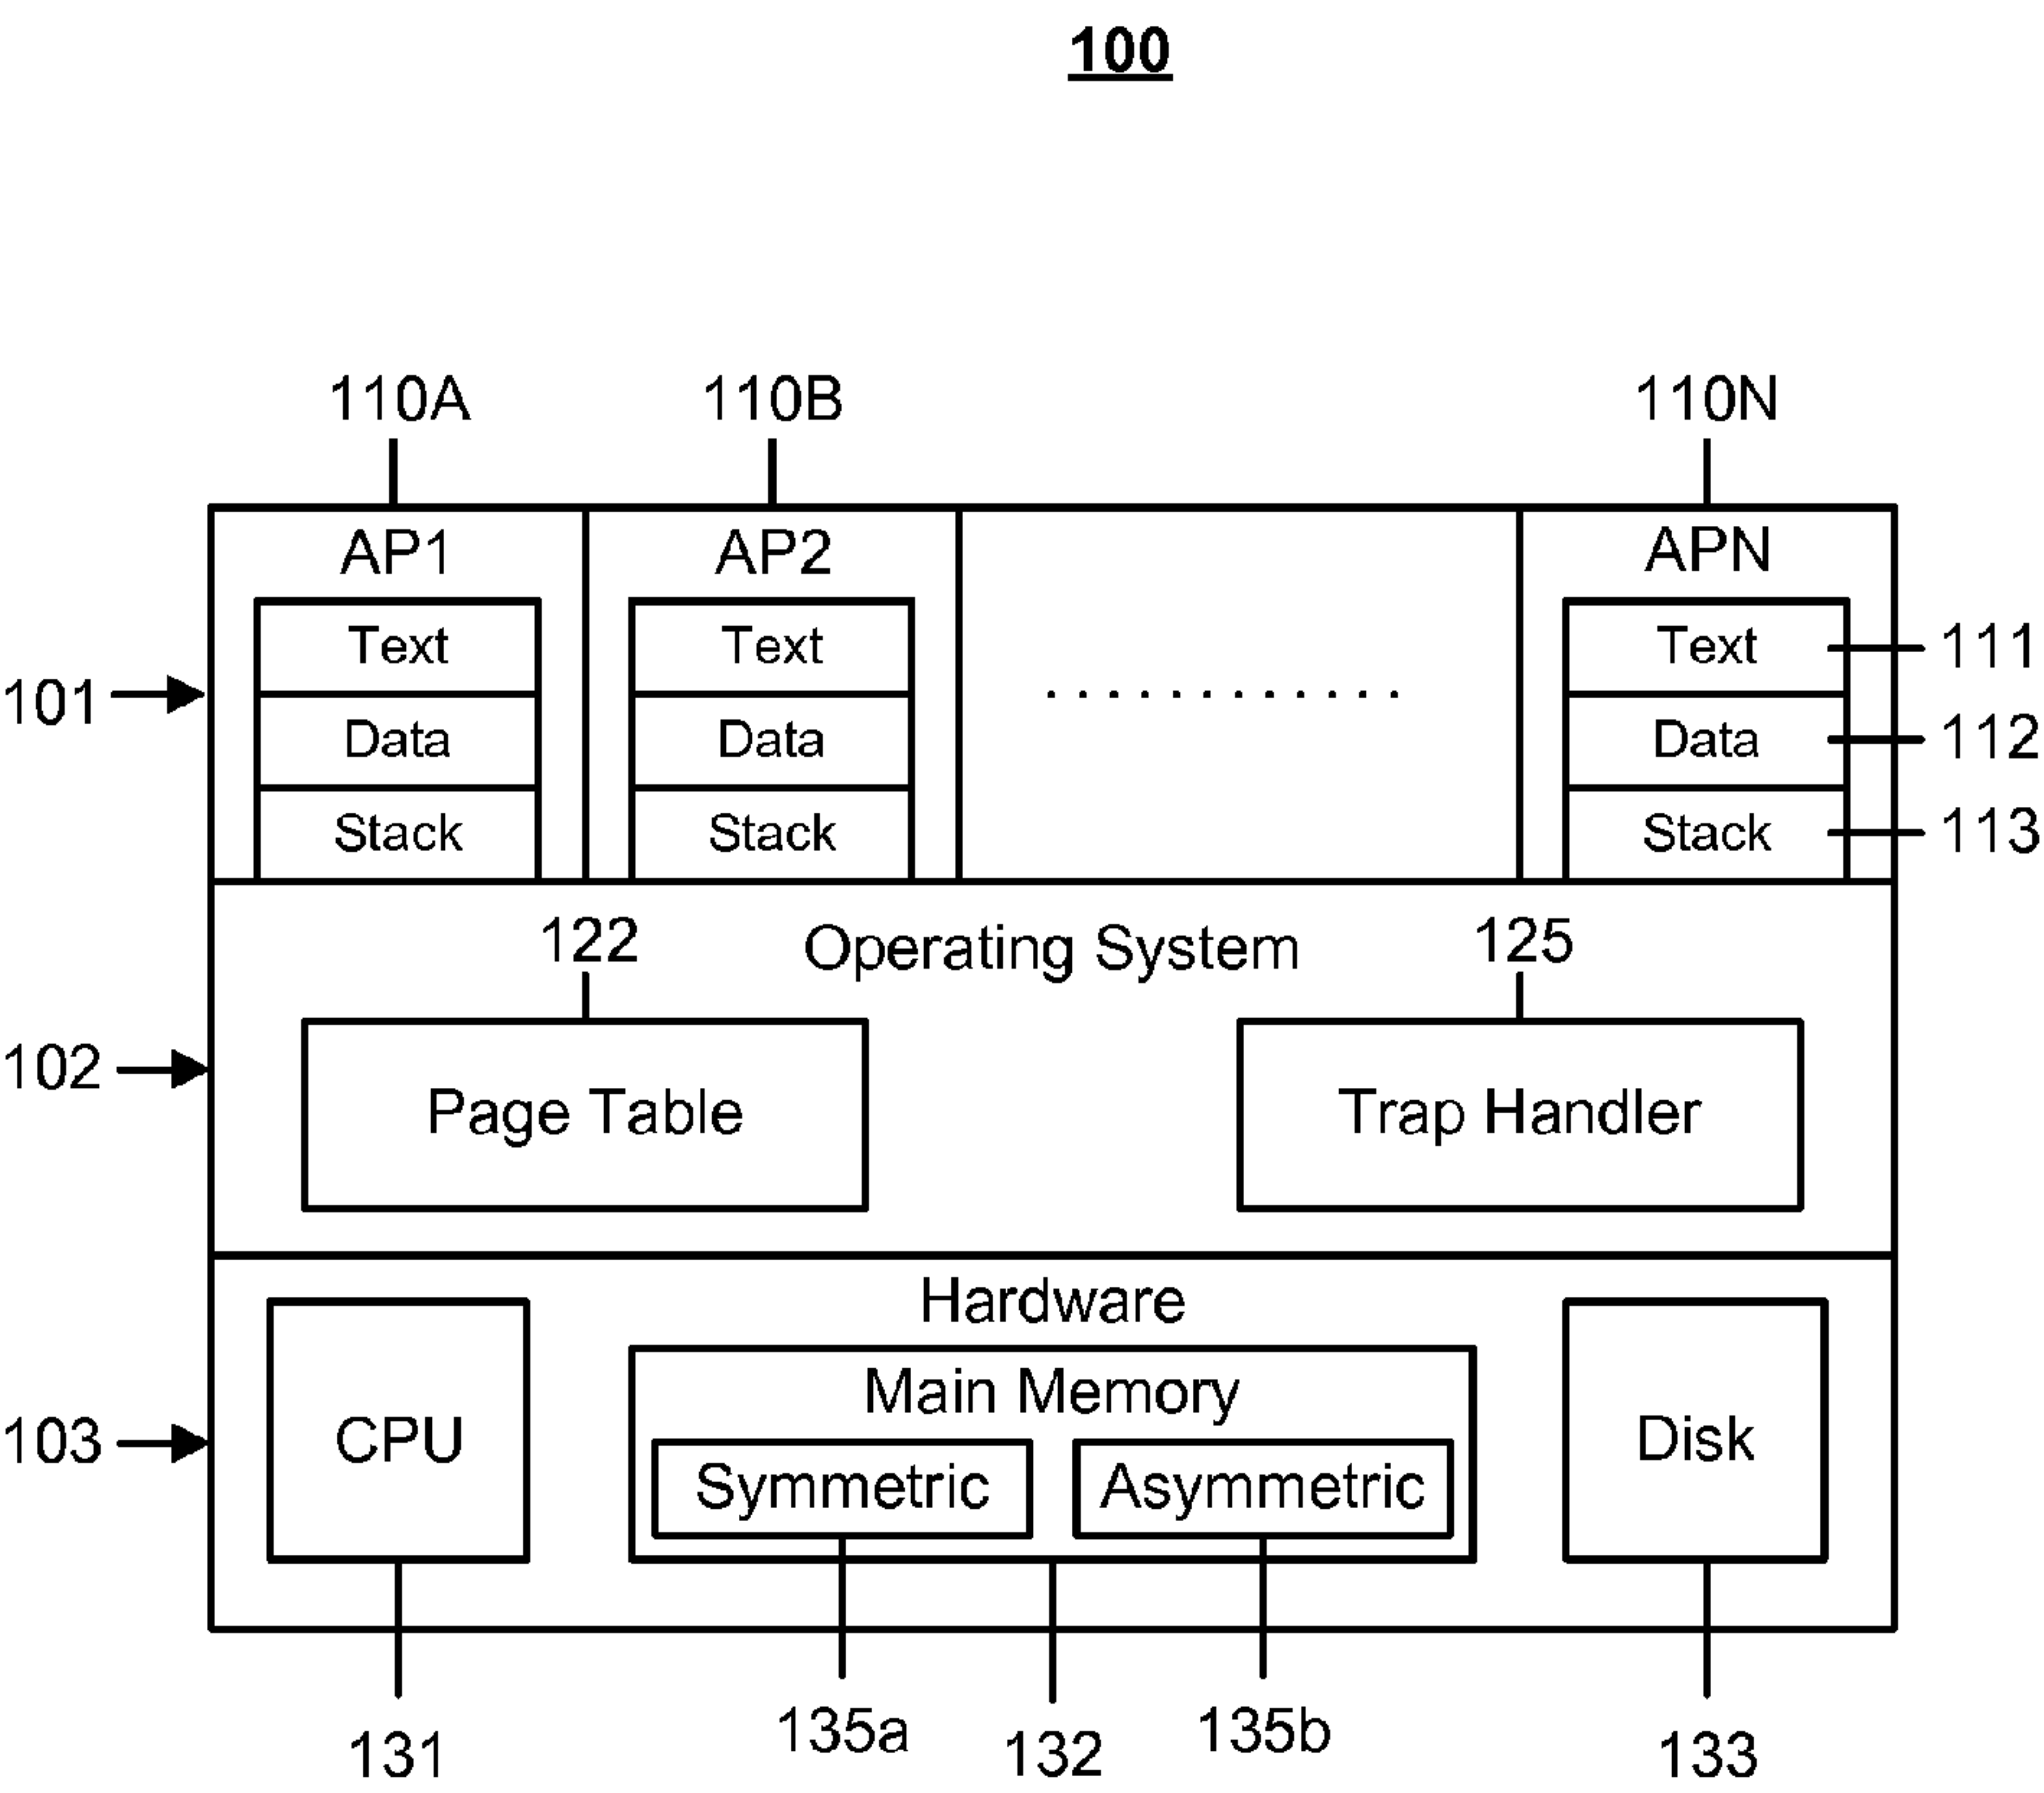 100
110A 110B 110N
AP1 AP2 APN
Text Text Text 111
101 ............
Data Data Data 112
Stack Stack Stack 113
122 Operating System 125
102 Page Table Trap Handler
Hardware
Main Memory
103 CPU Symmetric Asymmetric Disk
135a 135b
131 132 133